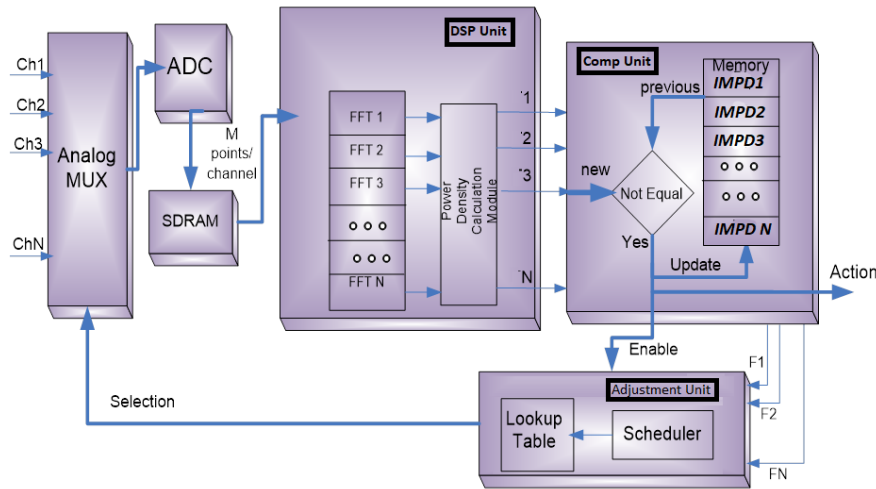 DSP Unit
Comp Unit
Ch1
Ch2
Ch3
ChN
Analog
MUX
ADC
M
points/
channel
SDRAM
FFT 1
FFT 2
FFT 3
FFT N
Power
Density
Calculation
Module
1
2
3
N
previous
new
Not Equal
Yes
Update
Memory
IMPD1
IMPD2
IMPD3
IMPD N
Action
Enable
F1
F2
FN
Selection
Adjustment Unit
Lookup
Table
Scheduler